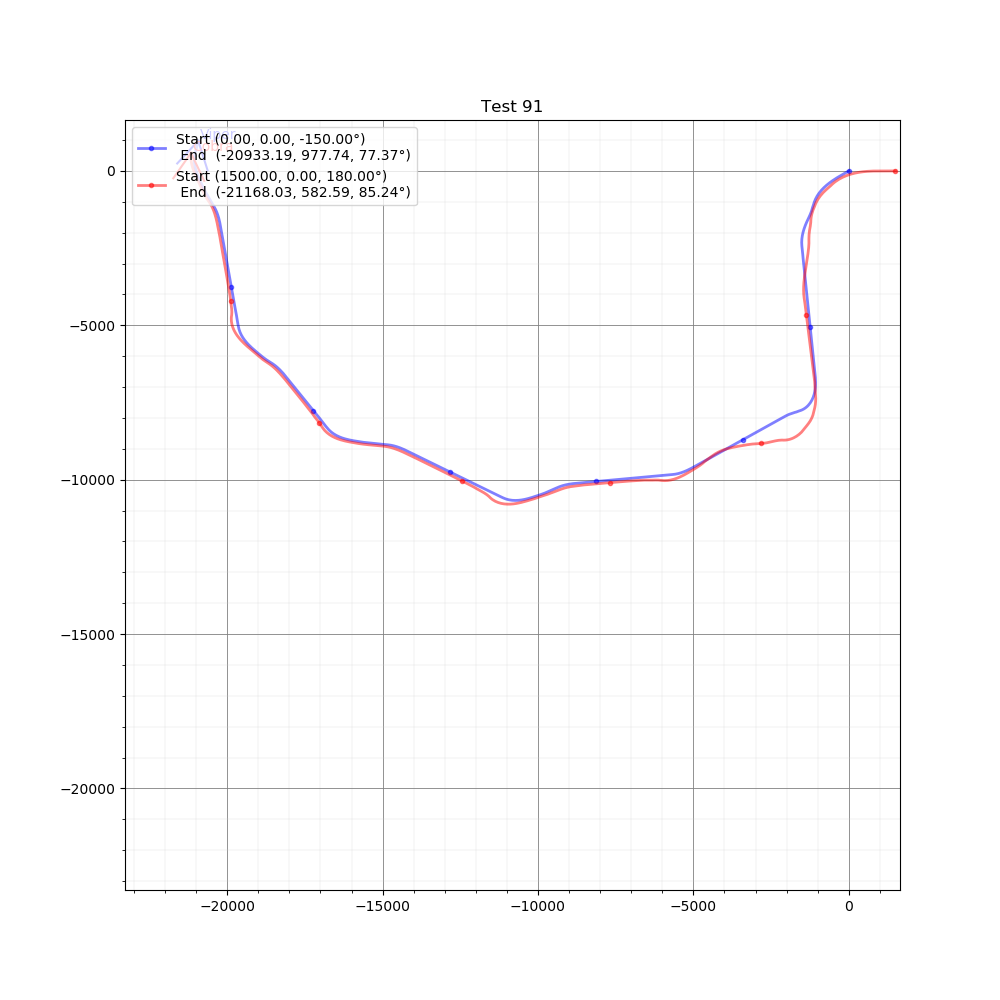 Test 91
Viper
Start (0.00, 0.00, -150.00°)
End (-20933.19, 977.74, 77.37°)
Start (1500.00, 0.00, 180.00°)
End (-21168.03, 582.59, 85.24°)
0
−5000
−10000
−15000
−20000
−20000 −15000 −10000 −5000 0